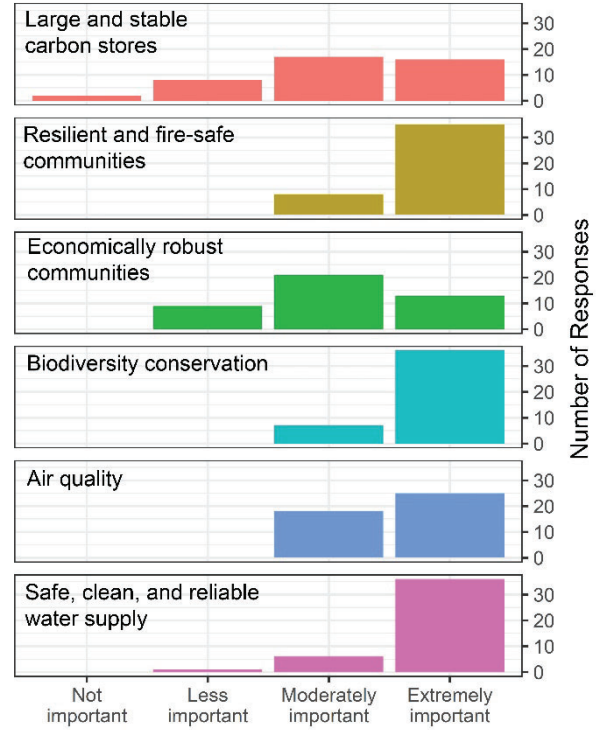 Large and stable
carbon stores
30
20
10
0
Resilient and fire-safe
communities
30
20
10
0
Economically robust
communities
30
20
10
0
Biodiversity conservation
30
20
10
0
Air quality
30
20
10
0
Safe, clean, and reliable
water supply
30
20
10
0
Number of Responses
Not
important
Less
important
Moderately
important
Extremely
important